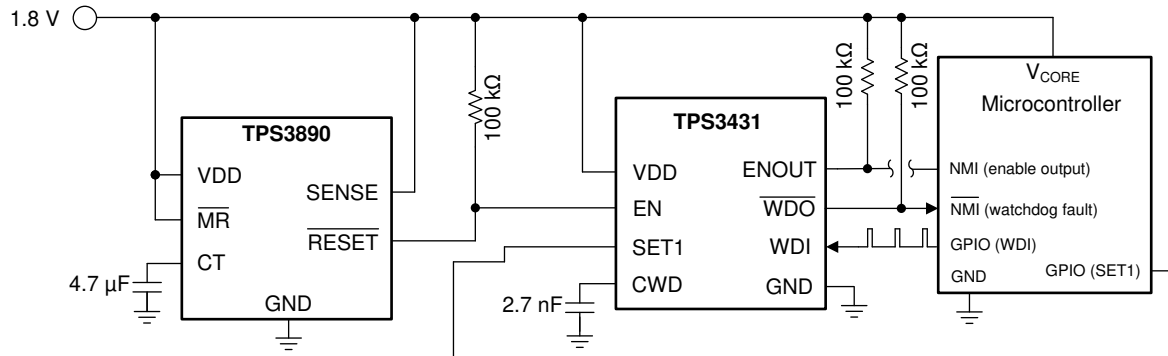 1.8 V
TPS3890
VDD
MR
CT
SENSE
RESET
GND
4.7 µF
100 kΩ
TPS3431
VDD
EN
SET1
CWD
ENOUT
WDO
WDI
GND
2.7 nF
100 kΩ
100 kΩ
VCORE
Microcontroller
NMI (enable output)
NMI (watchdog fault)
GPIO (WDI)
GND
GPIO (SET1)